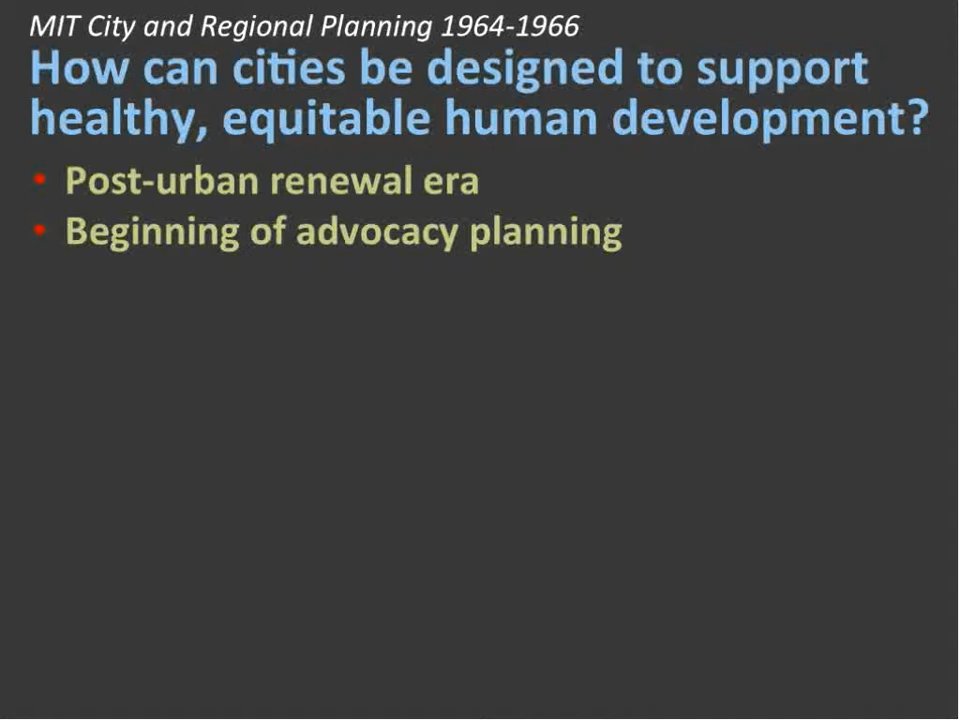 MIT City and Regional Planning 1964-1966
How can cities be designed to support
healthy, equitable human development?
• Post-urban renewal era
• Beginning of advocacy planning